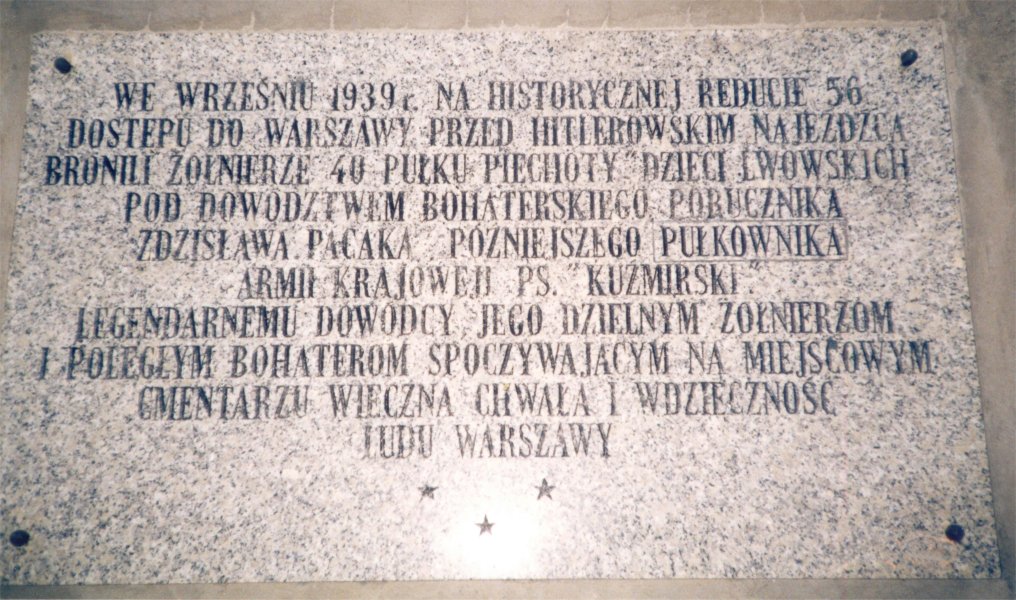 WE WRZEŚNIU 1939 r. NA HISTORYCZNEJ REDUCIE 56
DOSTĘPU DO WARSZAWY PRZED HITLEROWSKIM NAJEŹDŹCĄ
BRONILI ŻOŁNIERZE 40 PUŁKU PIECHOTY "DZIECI LWOWSKICH
POD DOWÓDZTWEM BOHATERSKIEGO PORUCZNIKA
ZDZISŁAWA PACAKA PÓŹNIEJSZEGO PUŁKOWNIKA
ARMII KRAJOWEJ PS. "KUŹMIRSKI".
LEGENDARNEMU DOWÓDCY, JEGO DZIELNYM ŻOŁNIERZOM
I POLEGŁYM BOHATEROM SPOCZYWAJĄCYM NA MIEJSCOWYM
CMENTARZU WIECZNA CHWAŁA I WDZIĘCZNOŚĆ
LUDU WARSZAWY